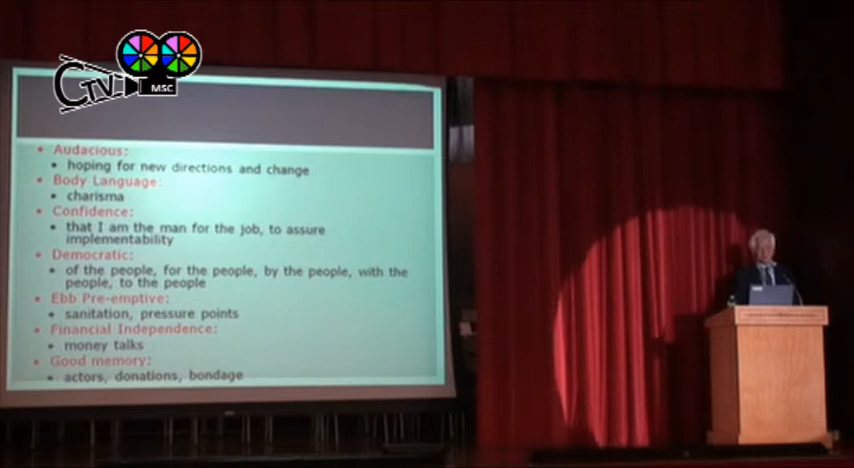 CTV
MSC
• Audacious:
• hoping for new directions and change
• Body Language:
• charisma
• Confidence:
• that I am the man for the job, to assure
implementability
• Democratic:
• of the people, for the people, by the people, with the
people, to the people
• Ebb Pre-emptive:
• sanitation, pressure points
• Financial Independence:
• money talks
• Good memory:
• actors, donations, bondage